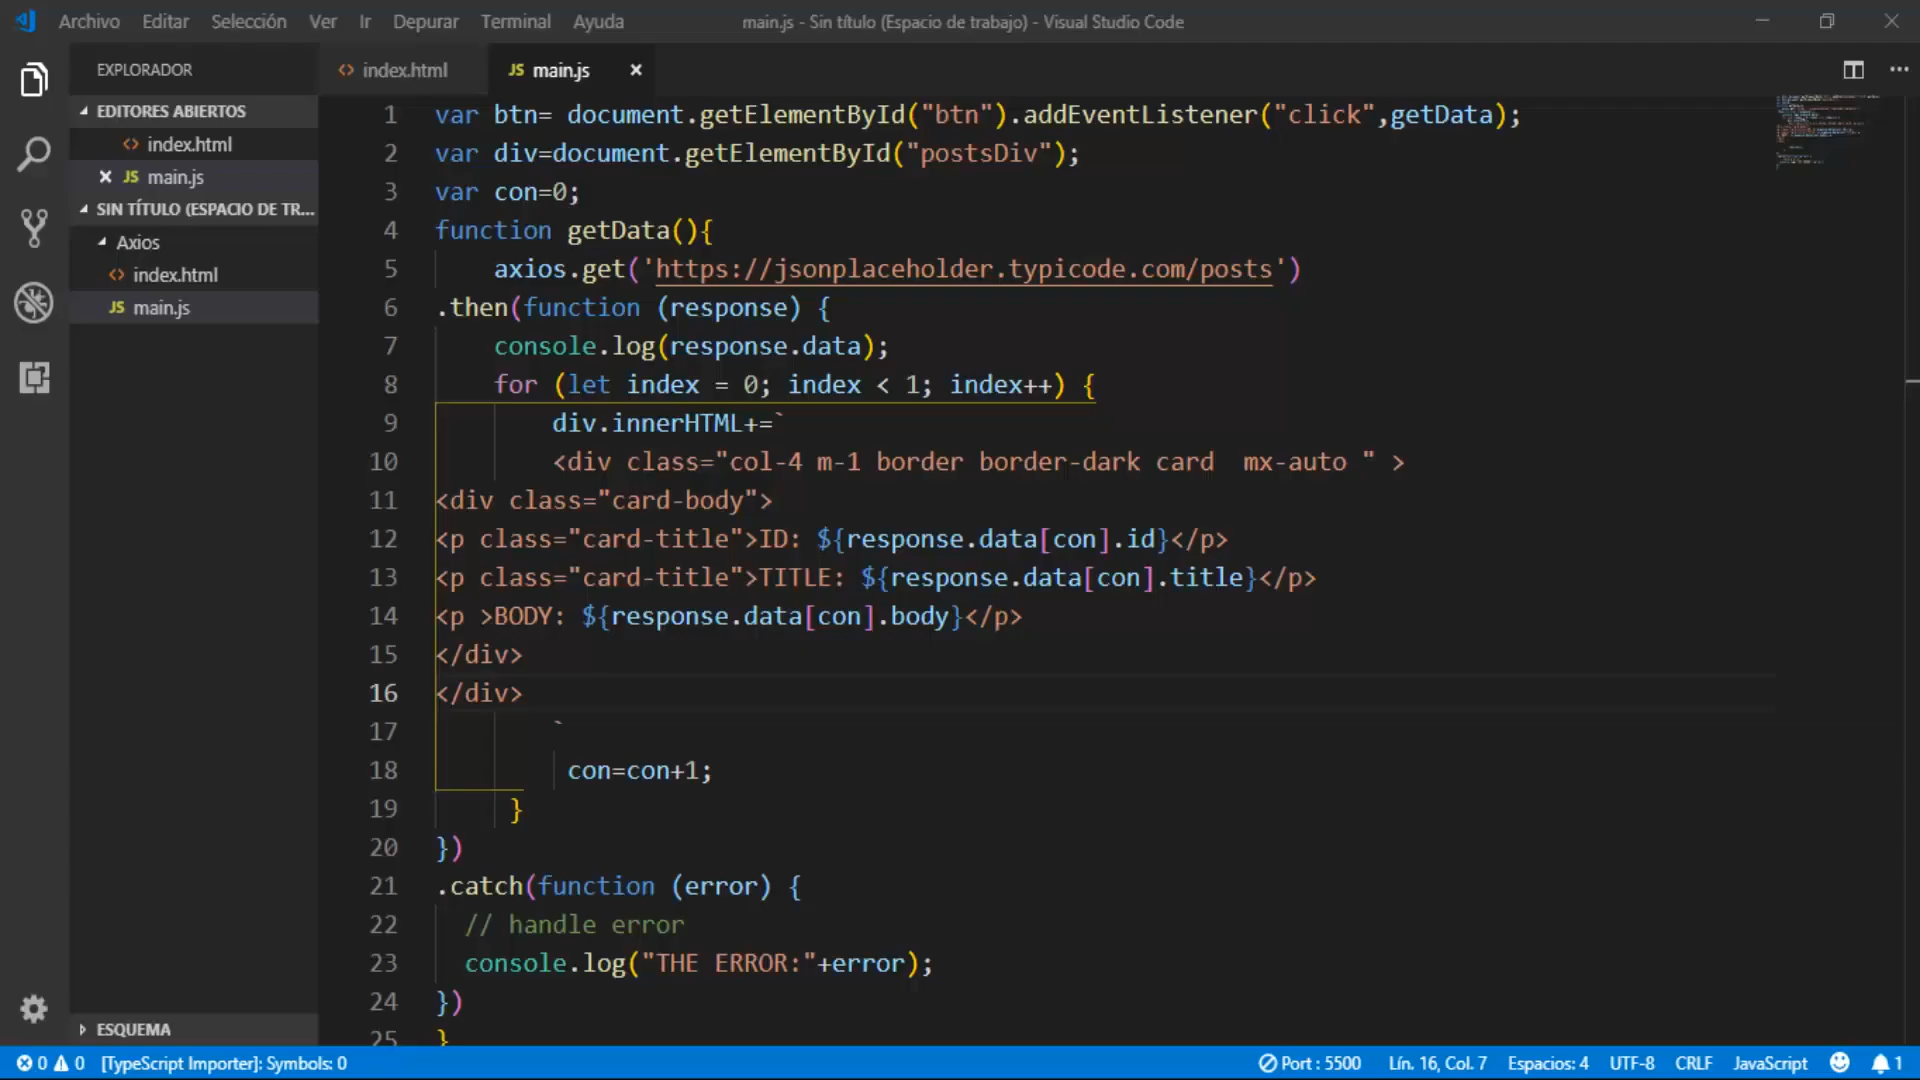 Archivo Editar Selección Ver Ir Depurar Terminal Ayuda main.js - Sin título (Espacio de trabajo) - Visual Studio Code
EXPLORADOR
EDITORES ABIERTOS
index.html
JS main.js
SIN TÍTULO (ESPACIO DE TR...
Axios
index.html
JS main.js
ESQUEMA
index.html JS main.js
1 var btn= document.getElementById("btn").addEventListener("click",getData);
2 var div=document.getElementById("postsDiv");
3 var con=0;
4 function getData(){
5 axios.get('https://jsonplaceholder.typicode.com/posts')
6 .then(function (response) {
7 console.log(response.data);
8 for (let index = 0; index < 1; index++) {
9 div.innerHTML+=`
10 <div class="col-4 m-1 border border-dark card  mx-auto " >
11 <div class="card-body">
12 <p class="card-title">ID: ${response.data[con].id}</p>
13 <p class="card-title">TITLE: ${response.data[con].title}</p>
14 <p >BODY: ${response.data[con].body}</p>
15 </div>
16 </div>
17 `
18 con=con+1;
19 }
20 })
21 .catch(function (error) {
22 // handle error
23 console.log("THE ERROR:"+error);
24 })
25 }
0 0 [TypeScript Importer]: Symbols: 0 Port : 5500 Lín. 16, Col. 7 Espacios: 4 UTF-8 CRLF JavaScript 1